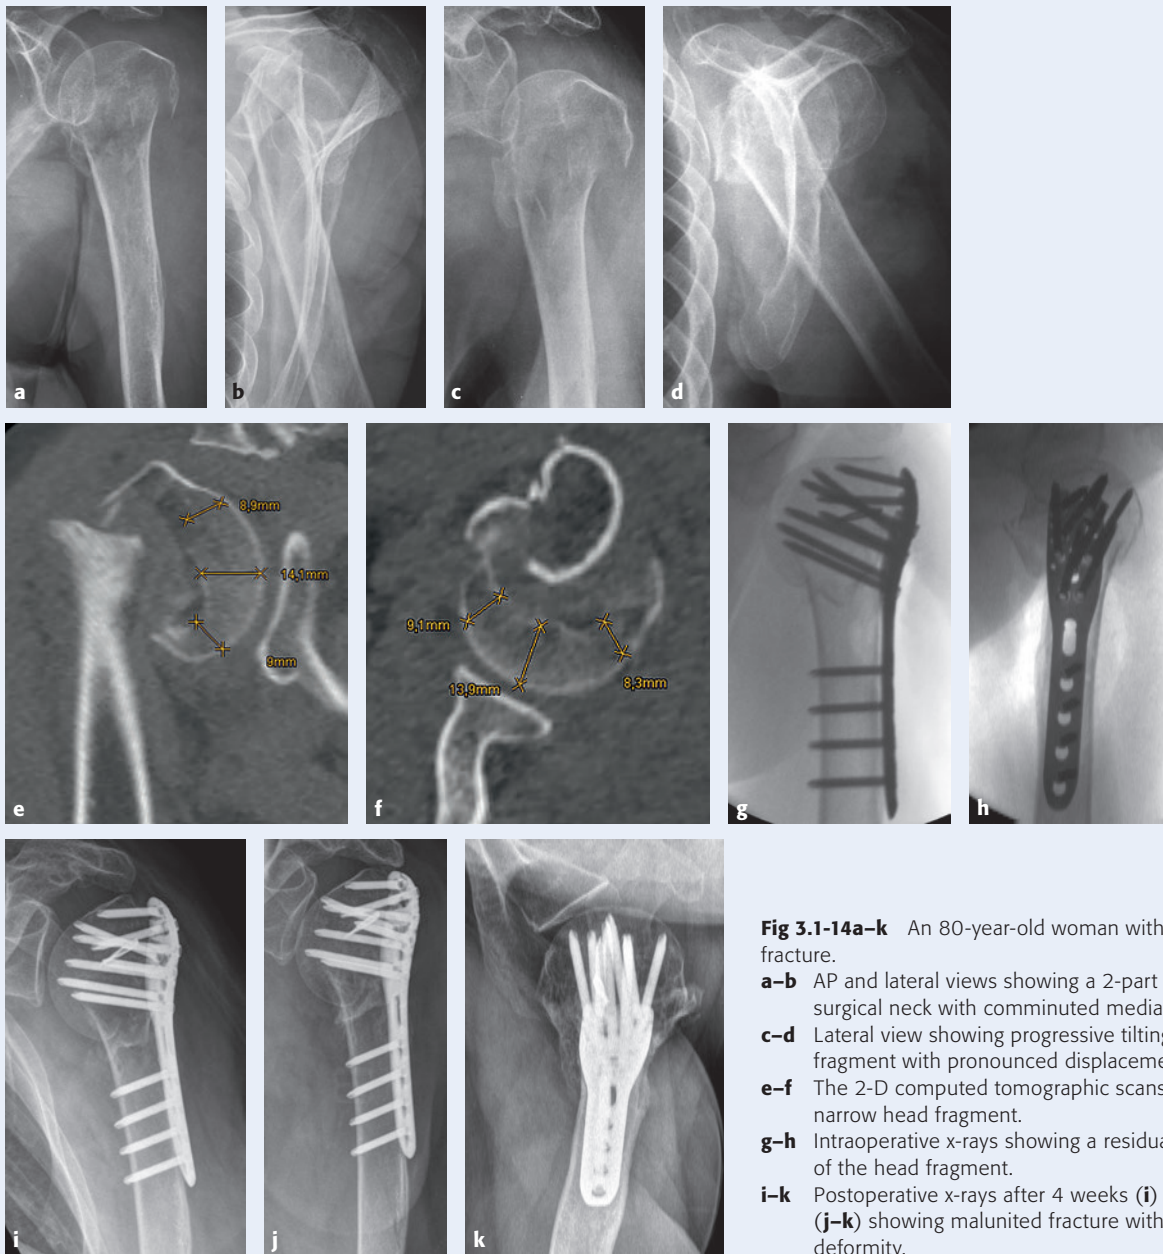 a
b
c
d
e
8,9mm
14,1mm
9mm
f
9,1mm
13,9mm
8,3mm
g
h
i
j
k
Fig 3.1-14a–k An 80-year-old woman with
fracture.
a–b AP and lateral views showing a 2-part
surgical neck with comminuted media
c–d Lateral view showing progressive tilting
fragment with pronounced displaceme
e–f The 2-D computed tomographic scans
narrow head fragment.
g–h Intraoperative x-rays showing a residua
of the head fragment.
i–k Postoperative x-rays after 4 weeks (i)
(j–k) showing malunited fracture with
deformity.